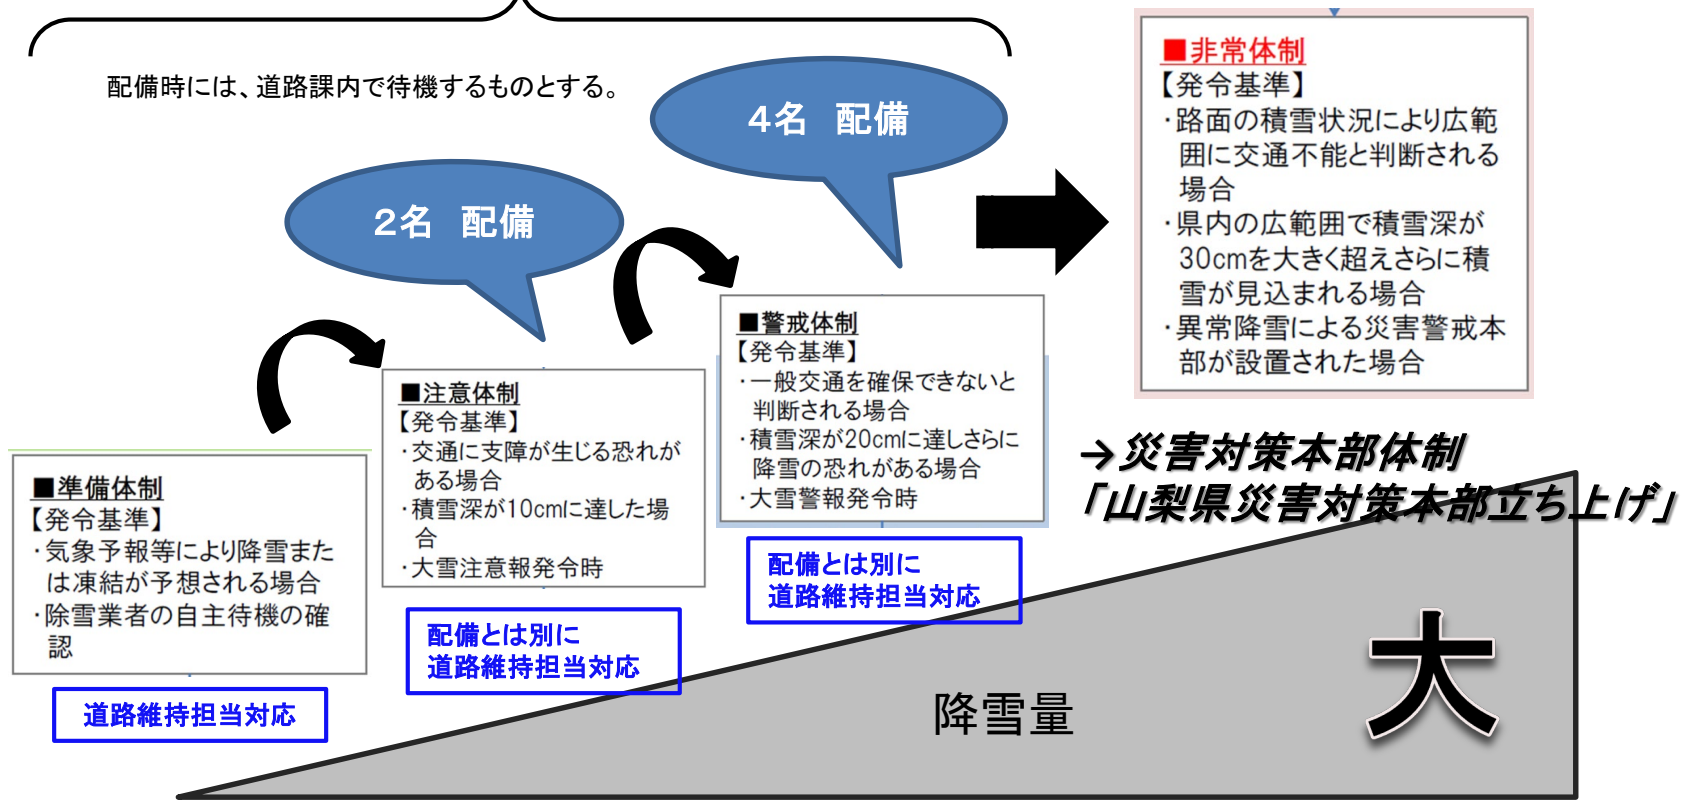 配備時には、道路課内で待機するものとする。
４名　配備
２名　配備
■非常体制
【発令基準】
・路面の積雪状況により広範
囲に交通不能と判断される
場合
・県内の広範囲で積雪深が
30cmを大きく超えさらに積
雪が見込まれる場合
・異常降雪による災害警戒本
部が設置された場合
■警戒体制
【発令基準】
・一般交通を確保できないと
判断される場合
・積雪深が20cmに達しさらに
降雪の恐れがある場合
・大雪警報発令時
■注意体制
【発令基準】
・交通に支障が生じる恐れが
ある場合
・積雪深が10cmに達した場
合
・大雪注意報発令時
■準備体制
【発令基準】
・気象予報等により降雪また
は凍結が予想される場合
・除雪業者の自主待機の確
認
→災害対策本部体制
「山梨県災害対策本部立ち上げ」
配備とは別に
道路維持担当対応
配備とは別に
道路維持担当対応
道路維持担当対応
降雪量
大